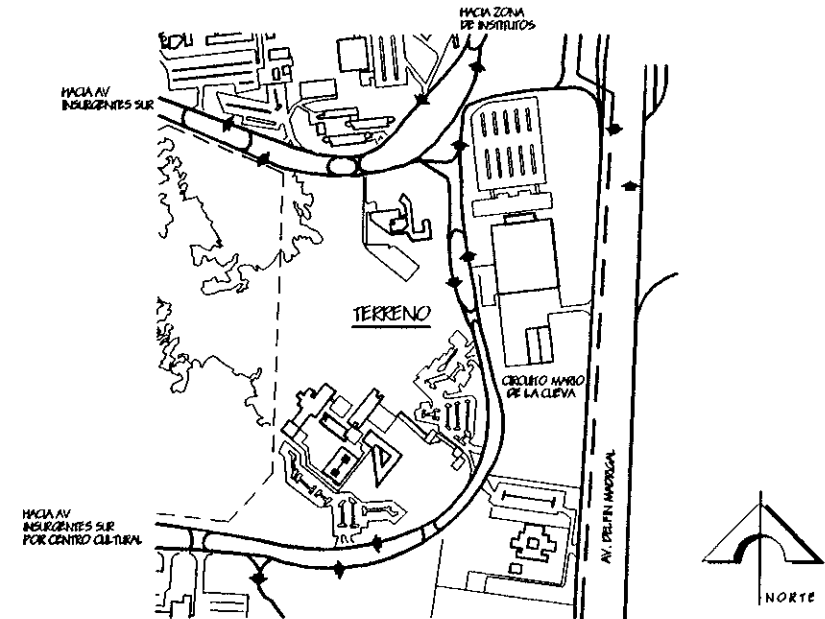 HACIA ZONA
DE INSTITUTOS
HACIA AV
INSURGENTES SUR
TERRENO
CIRCUITO MARIO
DE LA CUEVA
AV. DELFIN MADRIGAL
HACIA AV
INSURGENTES SUR
POR CENTRO CULTURAL
NORTE